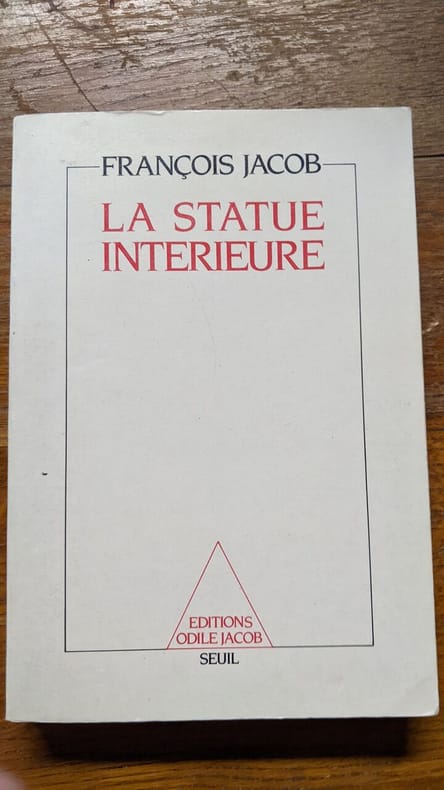 FRANÇOIS JACOB
LA STATUE
INTERIEURE
EDITIONS
ODILE JACOB
SEUIL